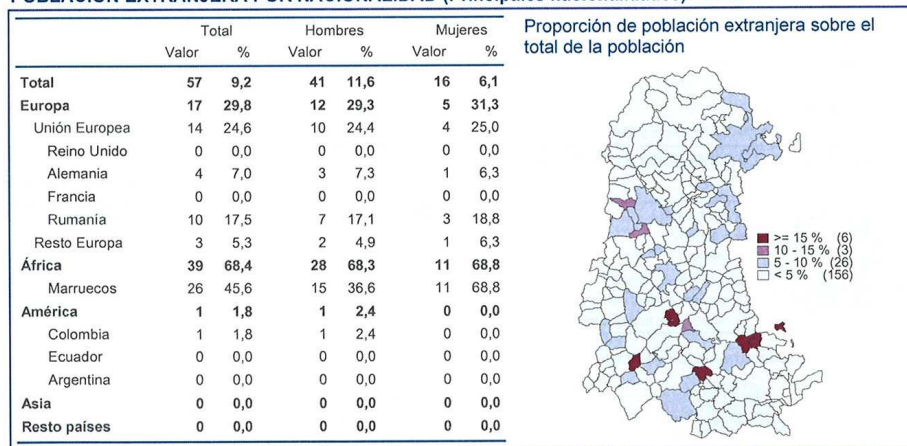 POBLACIÓN EXTRANJERA POR NACIONALIDAD (Principales nacionalidades)
Total Hombres Mujeres
Valor % Valor % Valor %
Total 57 9,2 41 11,6 16 6,1
Europa 17 29,8 12 29,3 5 31,3
Unión Europea 14 24,6 10 24,4 4 25,0
Reino Unido 0 0,0 0 0,0 0 0,0
Alemania 4 7,0 3 7,3 1 6,3
Francia 0 0,0 0 0,0 0 0,0
Rumanía 10 17,5 7 17,1 3 18,8
Resto Europa 3 5,3 2 4,9 1 6,3
África 39 68,4 28 68,3 11 68,8
Marruecos 26 45,6 15 36,6 11 68,8
América 1 1,8 1 2,4 0 0,0
Colombia 1 1,8 1 2,4 0 0,0
Ecuador 0 0,0 0 0,0 0 0,0
Argentina 0 0,0 0 0,0 0 0,0
Asia 0 0,0 0 0,0 0 0,0
Resto países 0 0,0 0 0,0 0 0,0
Proporción de población extranjera sobre el
total de la población
>= 15 % (6)
10 - 15 % (3)
5 - 10 % (26)
< 5 % (156)